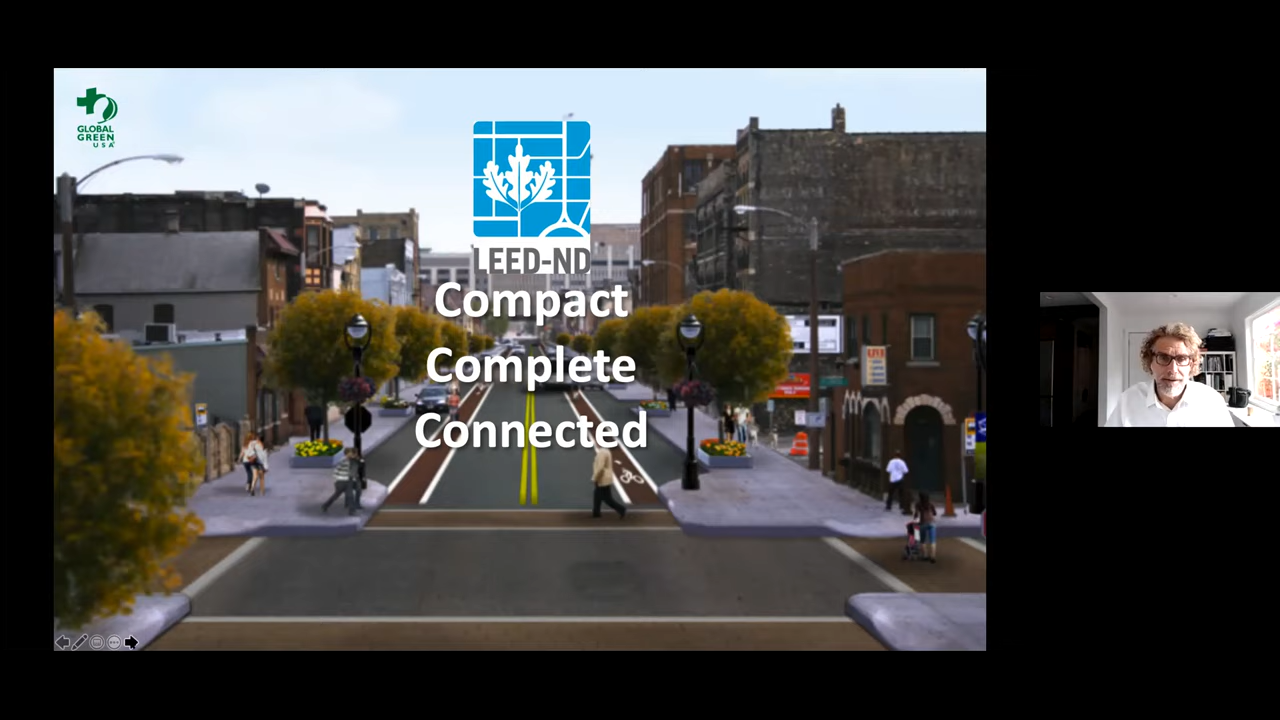 GLOBAL
GREEN
USA
LEED-ND
Compact
Complete
Connected